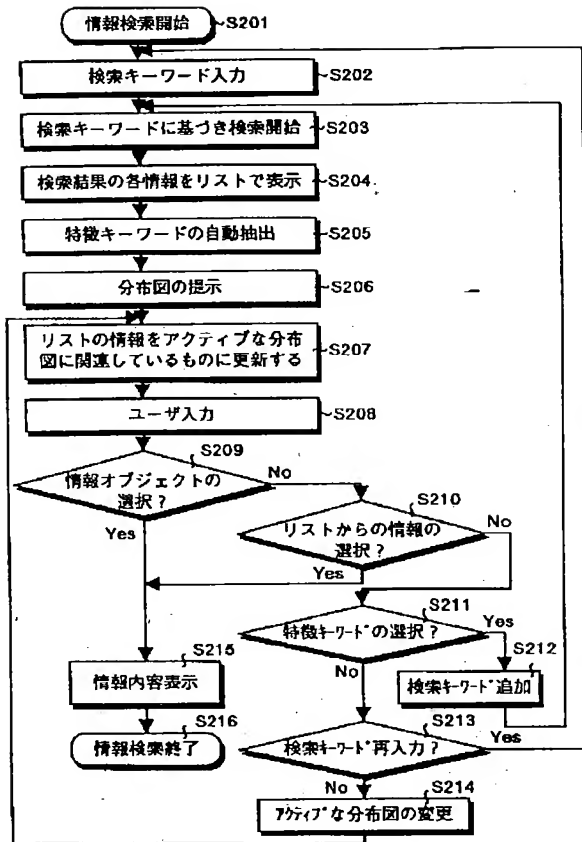 情報検索開始
S201
検索キーワード入力
S202
検索キーワードに基づき検索開始
S203
検索結果の各情報をリストで表示
S204
特徴キーワードの自動抽出
S205
分布図の提示
S206
リストの情報をアクティブな分布
図に関連しているものに更新する
S207
ユーザ入力
S208
S209
情報オブジェクトの
選択?
No
Yes
S210
リストからの情報の
選択?
No
Yes
S211
特徴キーワードの選択?
Yes
No
S212
検索キーワード追加
S213
検索キーワード再入力?
Yes
No
S214
アクティブな分布図の変更
S215
情報内容表示
S216
情報検索終了